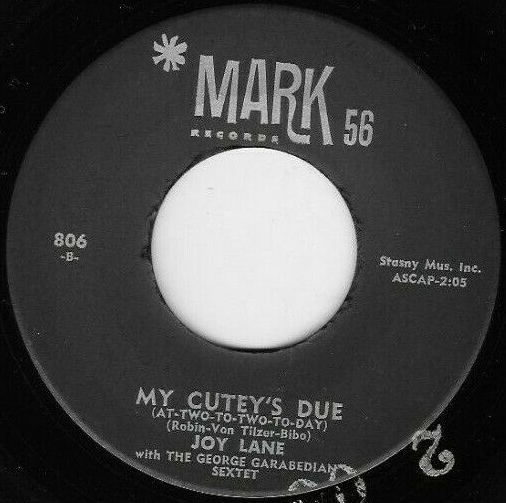 MARK 56
RECORDS
806
-B-
Stasny Mus. Inc.
ASCAP-2:05
MY CUTEY'S DUE
(AT-TWO-TO-TWO-TO-DAY)
(Robin-Von Tilzer-Bibo)
JOY LANE
with THE GEORGE GARABEDIAN
SEXTET
2